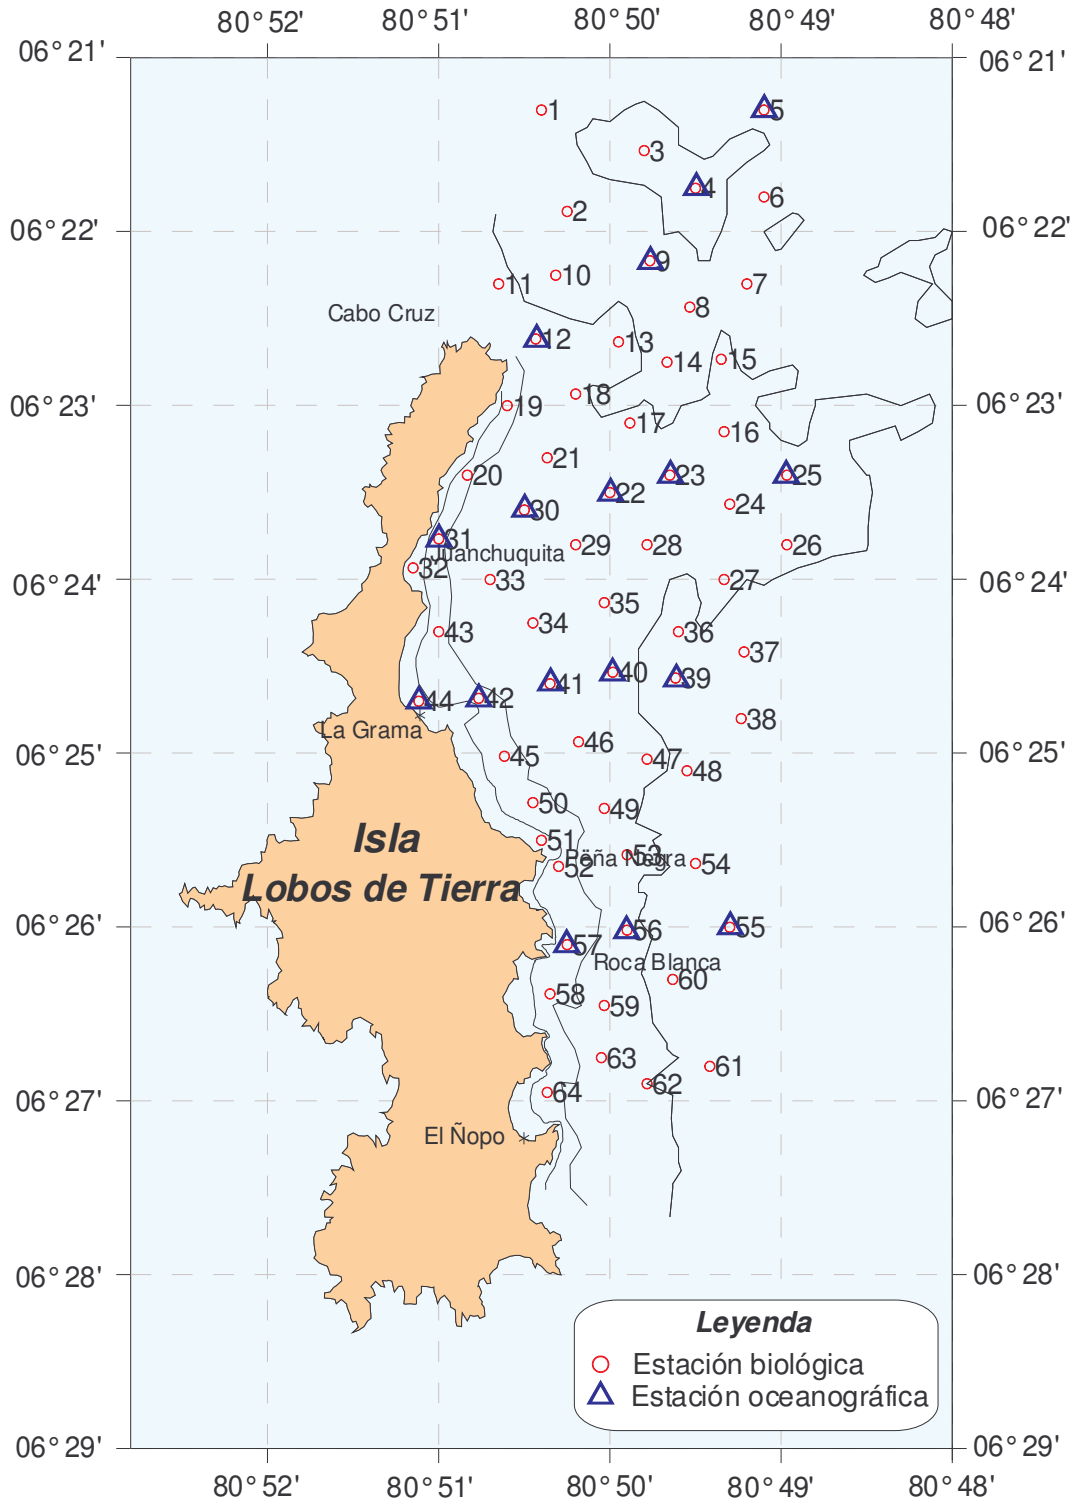 80°52' 80°51' 80°50' 80°49' 80°48'
06°21' 06°21'
1 5
3
4
6
2
06°22' 06°22'
9
10
11 7
8
Cabo Cruz
12 13
14 15
18
06°23' 19 06°23'
17
16
21
20 23 25
22
30 24
31
29 28 26
Juanchuquita
32
06°24' 33 27 06°24'
35
34
43 36
37
40
41 39
44 42
38
La Grama
46
06°25' 45 47 06°25'
48
50
49
Isla 51
53
52 Peña Negra 54
Lobos de Tierra
06°26' 56 55 06°26'
57
Roca Blanca
60
58
59
63
61
62
64
06°27' 06°27'
El Ñopo
06°28' 06°28'
Leyenda
Estación biológica
Estación oceanográfica
06°29' 06°29'
80°52' 80°51' 80°50' 80°49' 80°48'